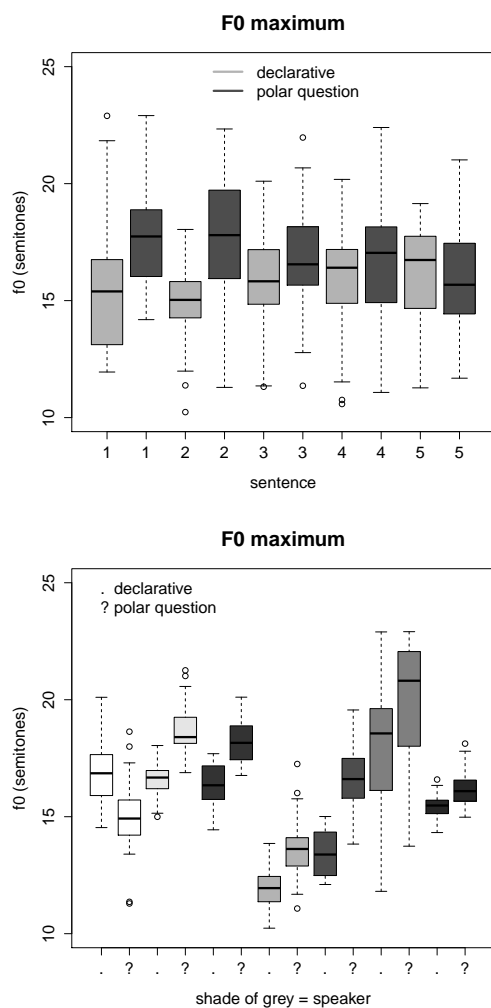 F0 maximum
25
20
15
10
f0 (semitones)
declarative
polar question
1 1 2 2 3 3 4 4 5 5
sentence
F0 maximum
25
20
15
10
f0 (semitones)
. declarative
? polar question
. ? . ? . ? . ? . ? . ? . ?
shade of grey = speaker